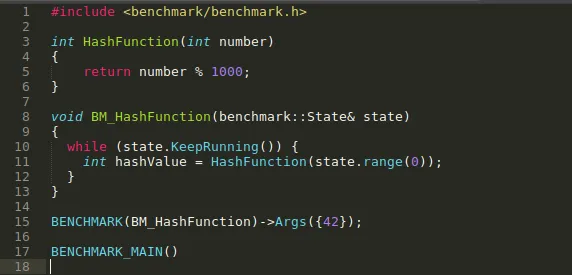 1 #include <benchmark/benchmark.h>
2
3 int HashFunction(int number)
4 {
5     return number % 1000;
6 }
7
8 void BM_HashFunction(benchmark::State& state)
9 {
10   while (state.KeepRunning()) {
11     int hashValue = HashFunction(state.range(0));
12   }
13 }
14
15 BENCHMARK(BM_HashFunction)->Args({42});
16
17 BENCHMARK_MAIN()
18